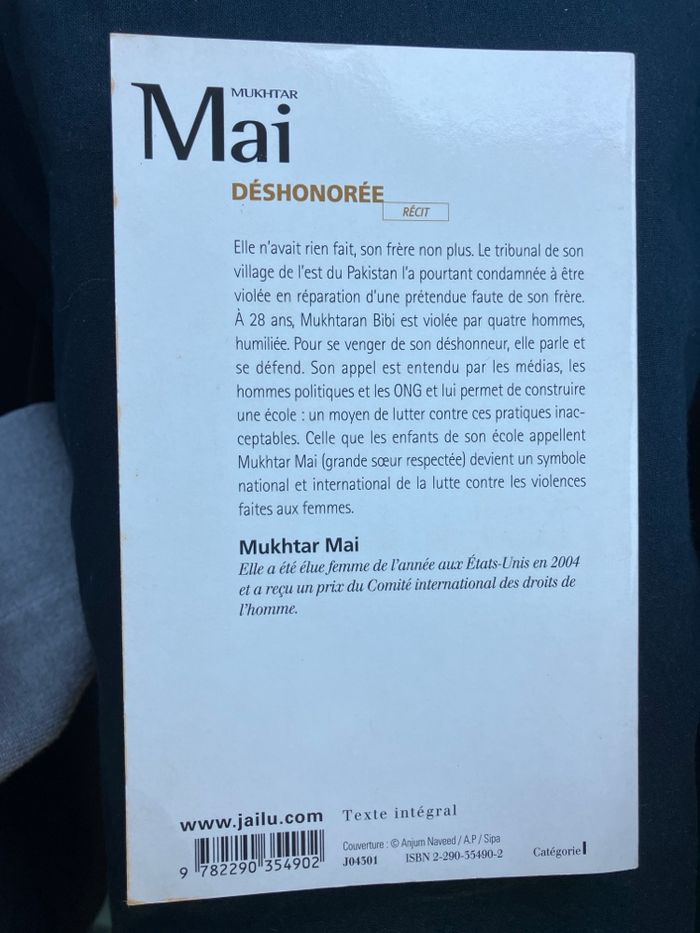 MUKHTAR
Mai
DÉSHONORÉE
RÉCIT
Elle n'avait rien fait, son frère non plus. Le tribunal de son
village de l'est du Pakistan l'a pourtant condamnée à être
violée en réparation d'une prétendue faute de son frère.
À 28 ans, Mukhtaran Bibi est violée par quatre hommes,
humiliée. Pour se venger de son déshonneur, elle parle et
se défend. Son appel est entendu par les médias, les
hommes politiques et les ONG et lui permet de construire
une école : un moyen de lutter contre ces pratiques inac-
ceptables. Celle que les enfants de son école appellent
Mukhtar Mai (grande sœur respectée) devient un symbole
national et international de la lutte contre les violences
faites aux femmes.
Mukhtar Mai
Elle a été élue femme de l'année aux États-Unis en 2004
et a reçu un prix du Comité international des droits de
l'homme.
www.jailu.com Texte intégral
Couverture : © Anjum Naveed / A.P / Sipa
J04301 ISBN 2-290-35490-2 Catégorie I
9 782290 354902